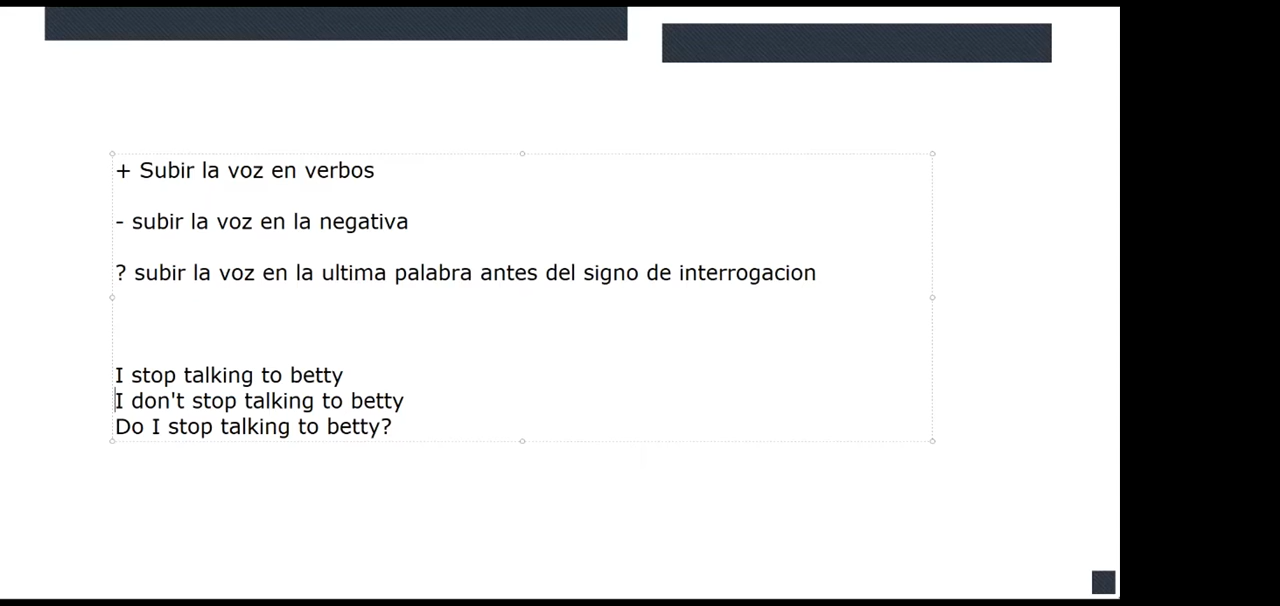 + Subir la voz en verbos
- subir la voz en la negativa
? subir la voz en la ultima palabra antes del signo de interrogacion
I stop talking to betty
I don't stop talking to betty
Do I stop talking to betty?